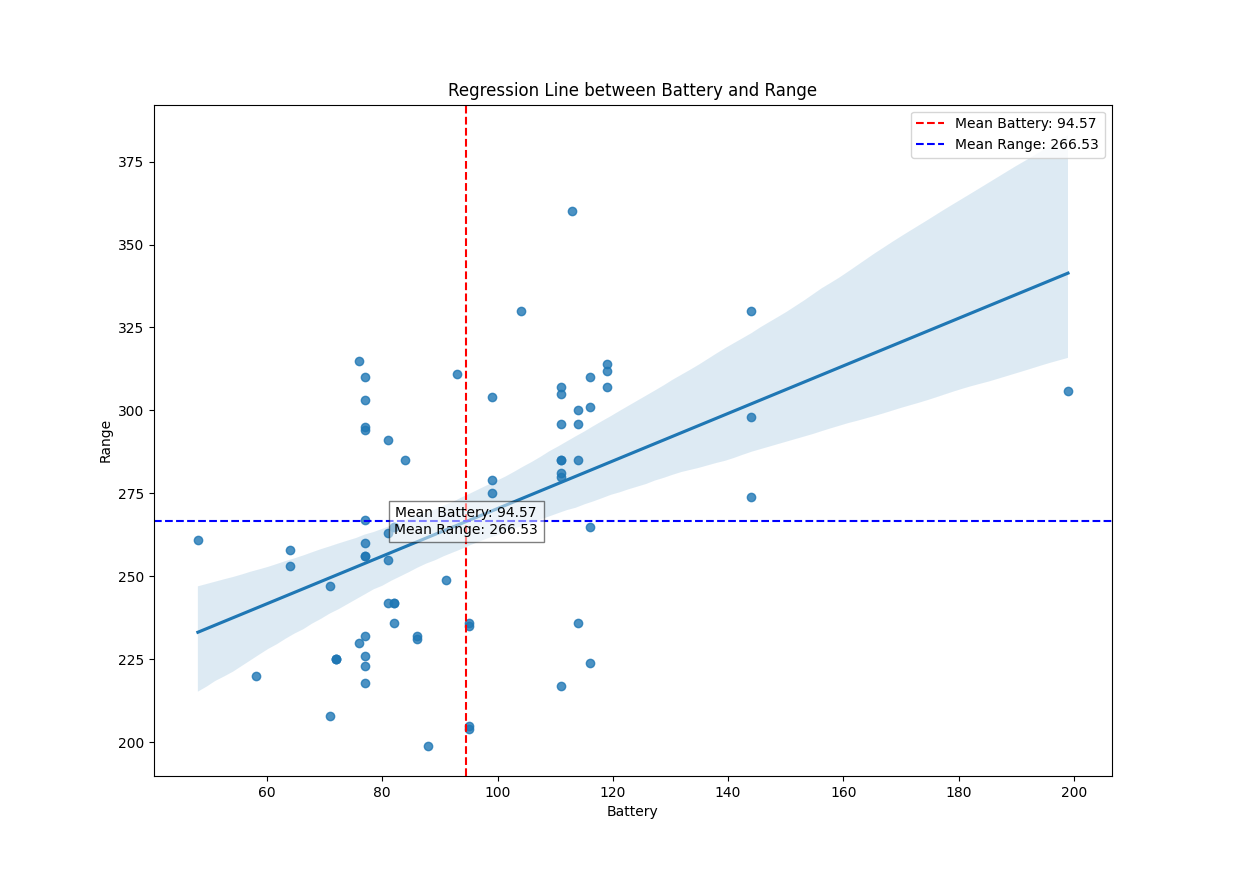 Regression Line between Battery and Range
Mean Battery: 94.57
Mean Range: 266.53
375
350
325
300
275
250
225
200
Range
Mean Battery: 94.57
Mean Range: 266.53
60 80 100 120 140 160 180 200
Battery